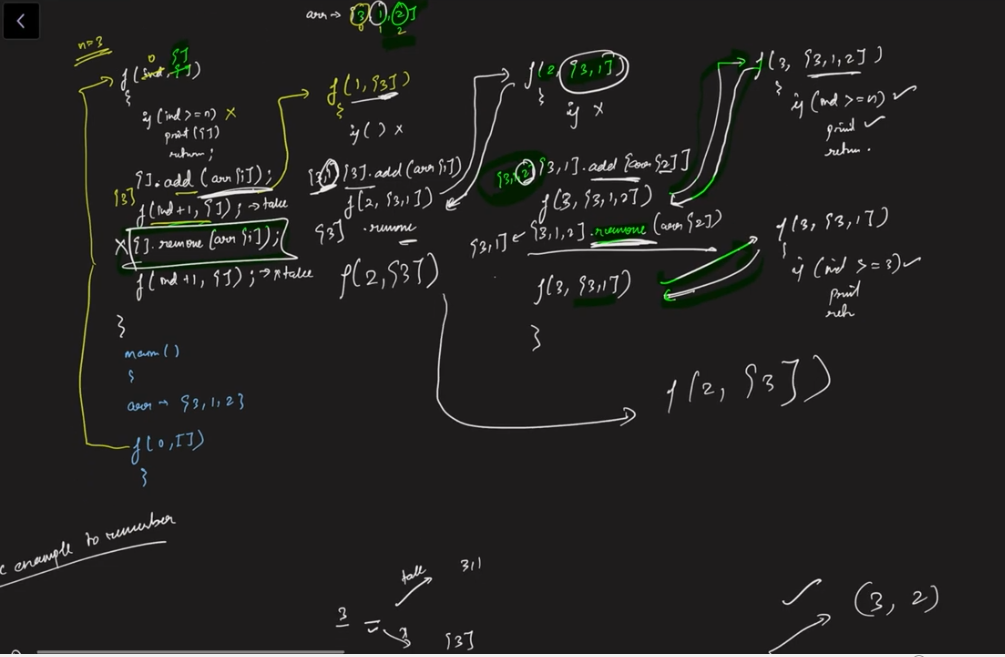 arr → [3, 1, 2]
0 1 2
n=3
0 []
f(ind, [])
{
if (ind >= n) x
print([])
return;
[].add(arr[i]);
[3]
f(ind+1, []); → take
x [].remove(arr[i]);
f(ind+1, []); → n take
}
main()
{
arr → {3,1,2}
f(0, [])
}
f(1, [3])
{
if() x
[3,1] [3].add(arr[i])
f(2, [3,1])
[3] .remove
f(2, [3])
f(2, [3,1])
{
if x
[3,1,2] [3,1].add[arr[2]]
f(3, [3,1,2])
[3,1] ← [3,1,2].remove(arr[2])
f(3, [3,1])
}
f(3, [3,1,2])
{
if (ind >= n) ✓
print ✓
return.
f(3, [3,1])
{
if (ind >= 3) ✓
print
retr
f(2, [3])
c example to remember
take 3,1
3
[3]
✓ (3, 2)